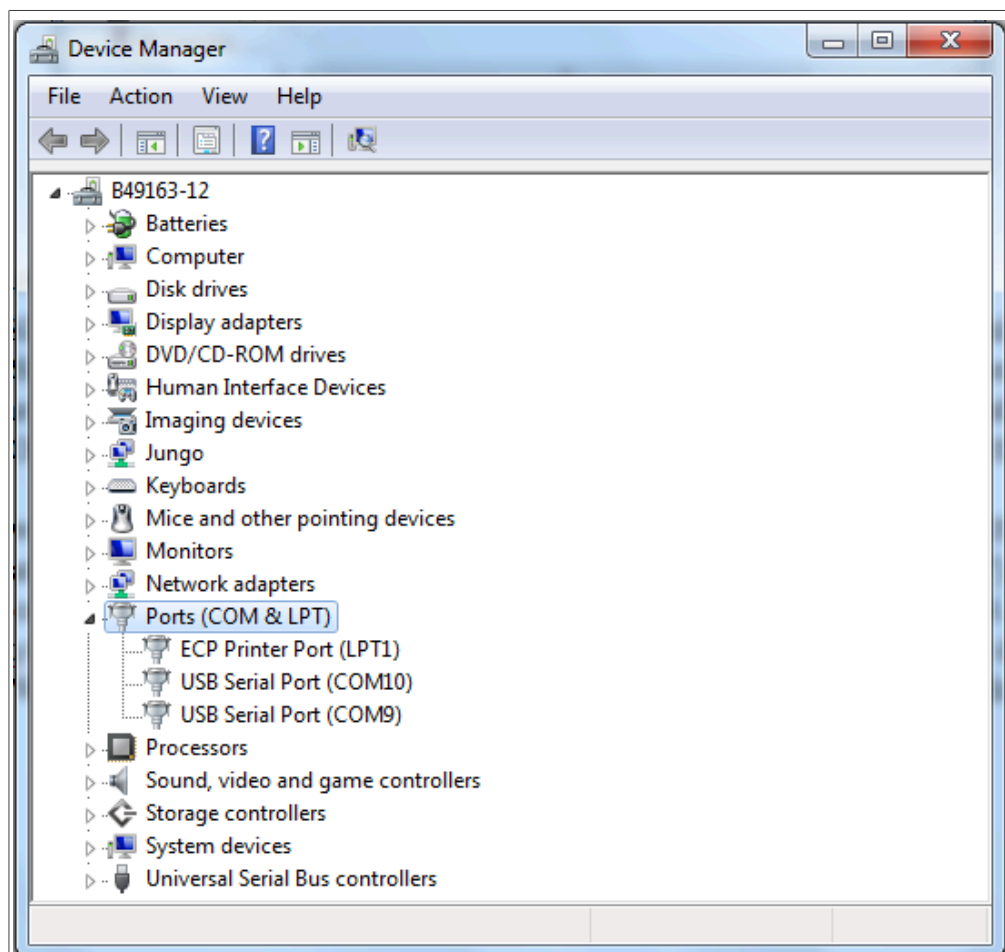 Device Manager
File Action View Help
B49163-12
Batteries
Computer
Disk drives
Display adapters
DVD/CD-ROM drives
Human Interface Devices
Imaging devices
Jungo
Keyboards
Mice and other pointing devices
Monitors
Network adapters
Ports (COM & LPT)
ECP Printer Port (LPT1)
USB Serial Port (COM10)
USB Serial Port (COM9)
Processors
Sound, video and game controllers
Storage controllers
System devices
Universal Serial Bus controllers